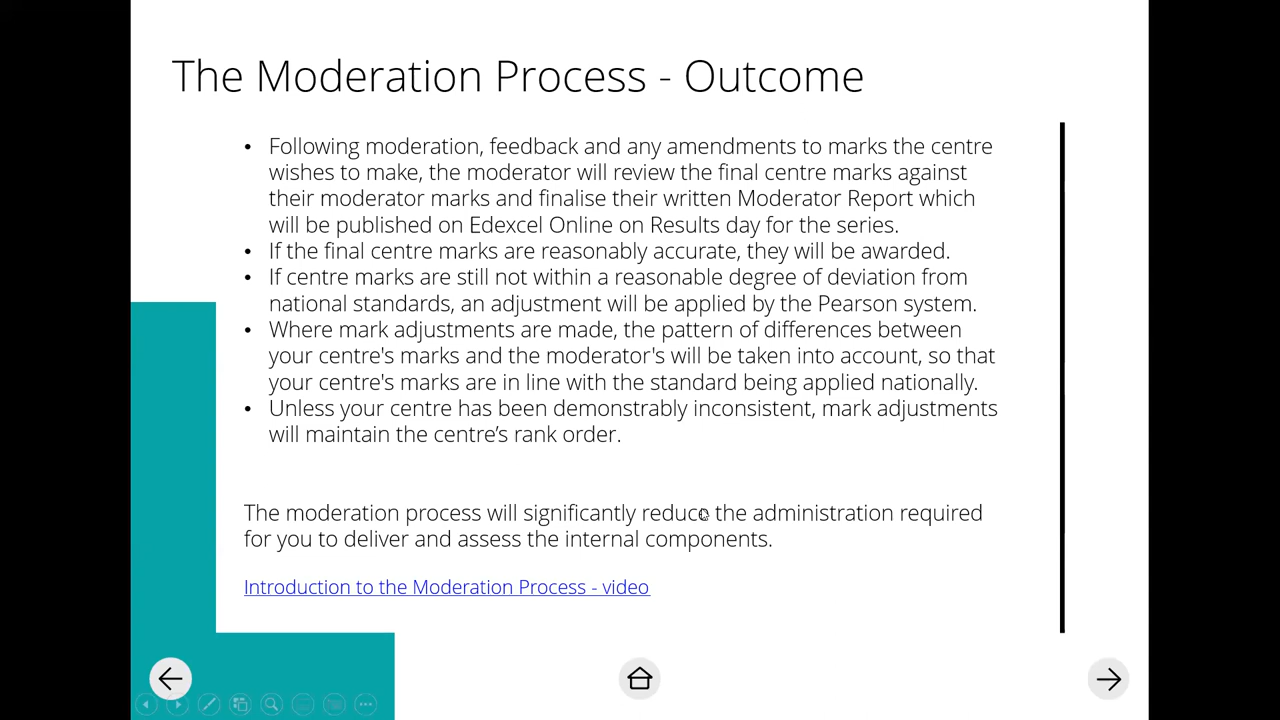 The Moderation Process - Outcome
• Following moderation, feedback and any amendments to marks the centre
wishes to make, the moderator will review the final centre marks against
their moderator marks and finalise their written Moderator Report which
will be published on Edexcel Online on Results day for the series.
• If the final centre marks are reasonably accurate, they will be awarded.
• If centre marks are still not within a reasonable degree of deviation from
national standards, an adjustment will be applied by the Pearson system.
• Where mark adjustments are made, the pattern of differences between
your centre's marks and the moderator's will be taken into account, so that
your centre's marks are in line with the standard being applied nationally.
• Unless your centre has been demonstrably inconsistent, mark adjustments
will maintain the centre’s rank order.
The moderation process will significantly reduce the administration required
for you to deliver and assess the internal components.
Introduction to the Moderation Process - video